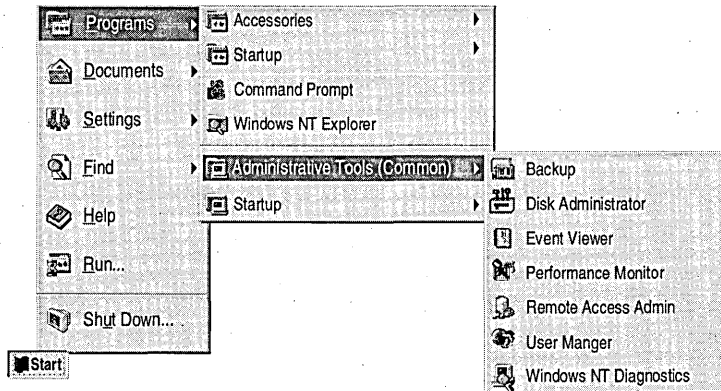 Programs
Documents
Settings
Find
Help
Run...
Shut Down...
Start
Accessories
Startup
Command Prompt
Windows NT Explorer
Administrative Tools (Common)
Startup
Backup
Disk Administrator
Event Viewer
Performance Monitor
Remote Access Admin
User Manger
Windows NT Diagnostics